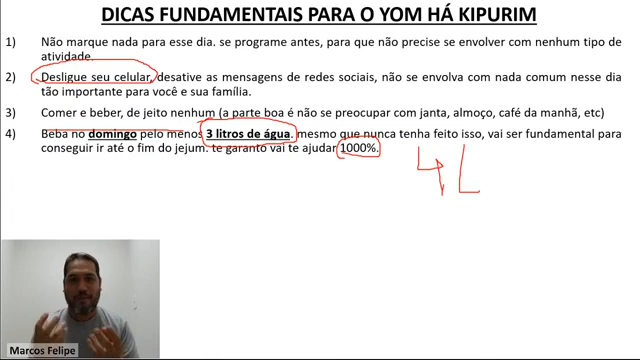 DICAS FUNDAMENTAIS PARA O YOM HÁ KIPURIM
1) Não marque nada para esse dia. se programe antes, para que não precise se envolver com nenhum tipo de
atividade.
2) Desligue seu celular, desative as mensagens de redes sociais, não se envolva com nada comum nesse dia
tão importante para você e sua família.
3) Comer e beber, de jeito nenhum (a parte boa é não se preocupar com janta, almoço, café da manhã, etc)
4) Beba no domingo pelo menos 3 litros de água. mesmo que nunca tenha feito isso, vai ser fundamental para
conseguir ir até o fim do jejum. te garanto vai te ajudar 1000%.
4 L
Marcos Felipe